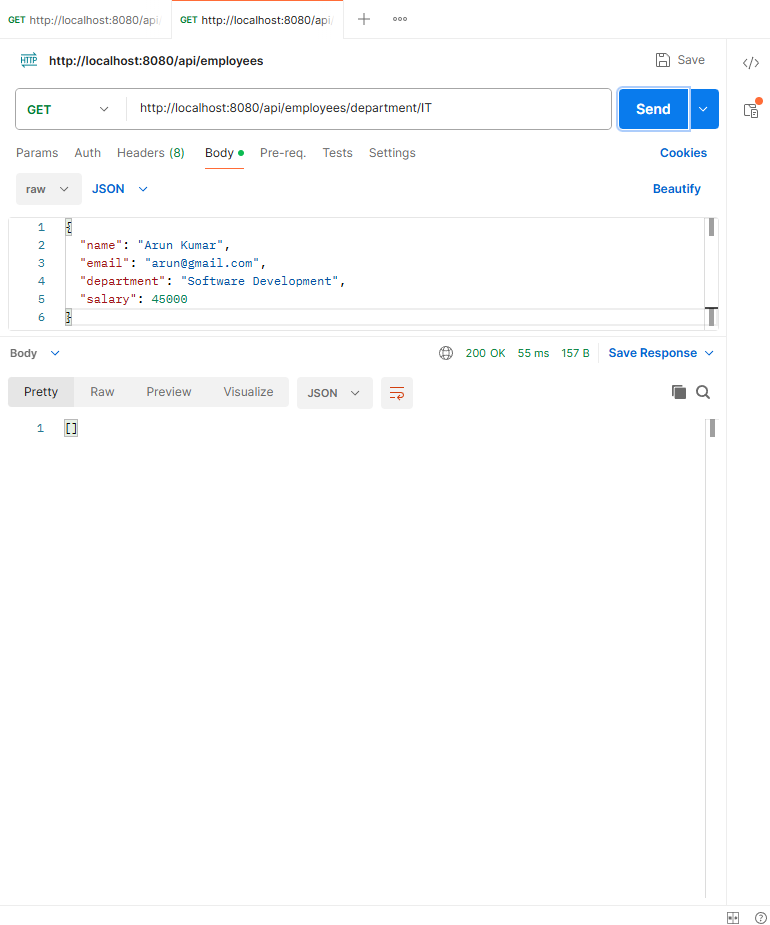 GET http://localhost:8080/api/ GET http://localhost:8080/api/
HTTP http://localhost:8080/api/employees Save
GET http://localhost:8080/api/employees/department/IT Send
Params Auth Headers (8) Body Pre-req. Tests Settings Cookies
raw JSON Beautify
1 {
2 "name": "Arun Kumar",
3 "email": "arun@gmail.com",
4 "department": "Software Development",
5 "salary": 45000
6 }
Body 200 OK 55 ms 157 B Save Response
Pretty Raw Preview Visualize JSON
1 []